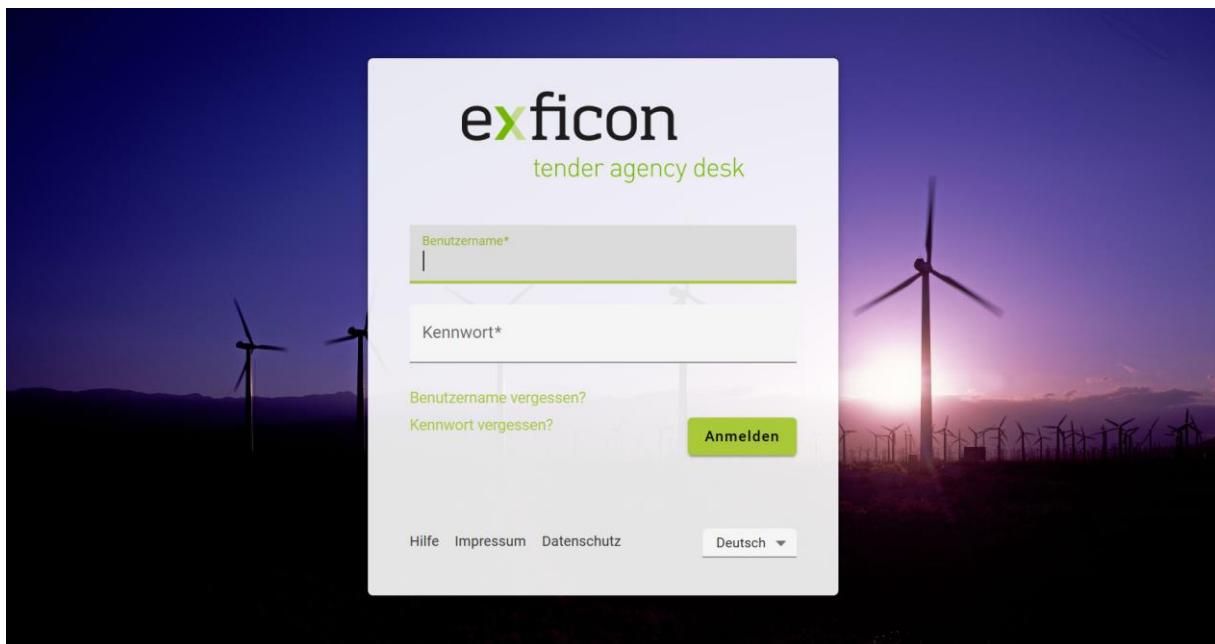 exficon
tender agency desk
Benutzername*
Kennwort*
Benutzername vergessen?
Kennwort vergessen?
Anmelden
Hilfe Impressum Datenschutz Deutsch